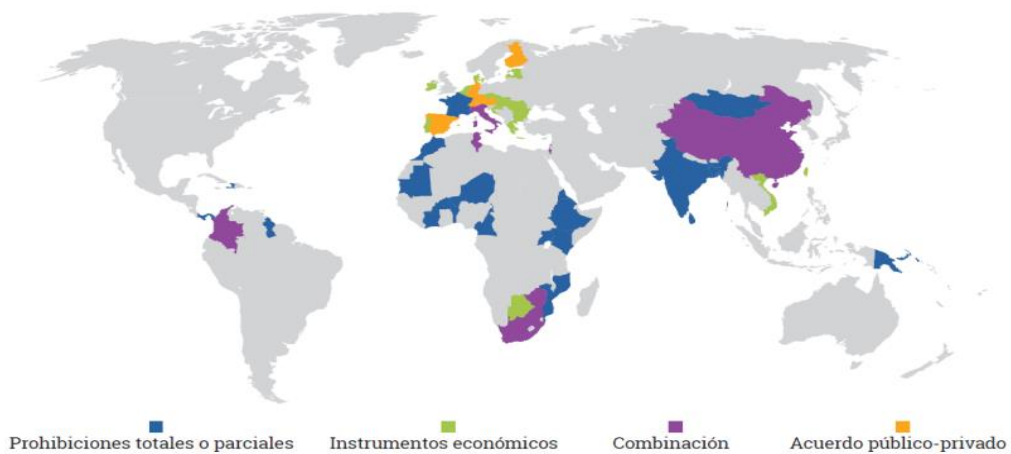 Prohibiciones totales o parciales
Instrumentos económicos
Combinación
Acuerdo público-privado